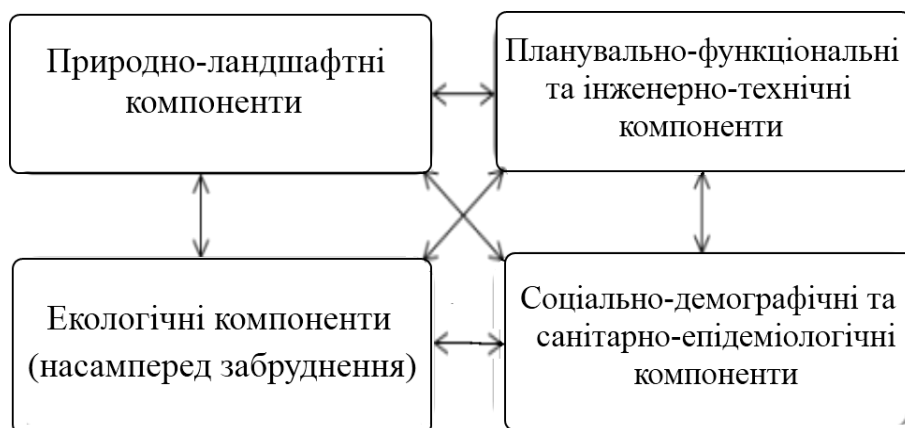 Природно-ландшафтні
компоненти
Планувально-функціональні
та інженерно-технічні
компоненти
Екологічні компоненти
(насамперед забруднення)
Соціально-демографічні та
санітарно-епідеміологічні
компоненти